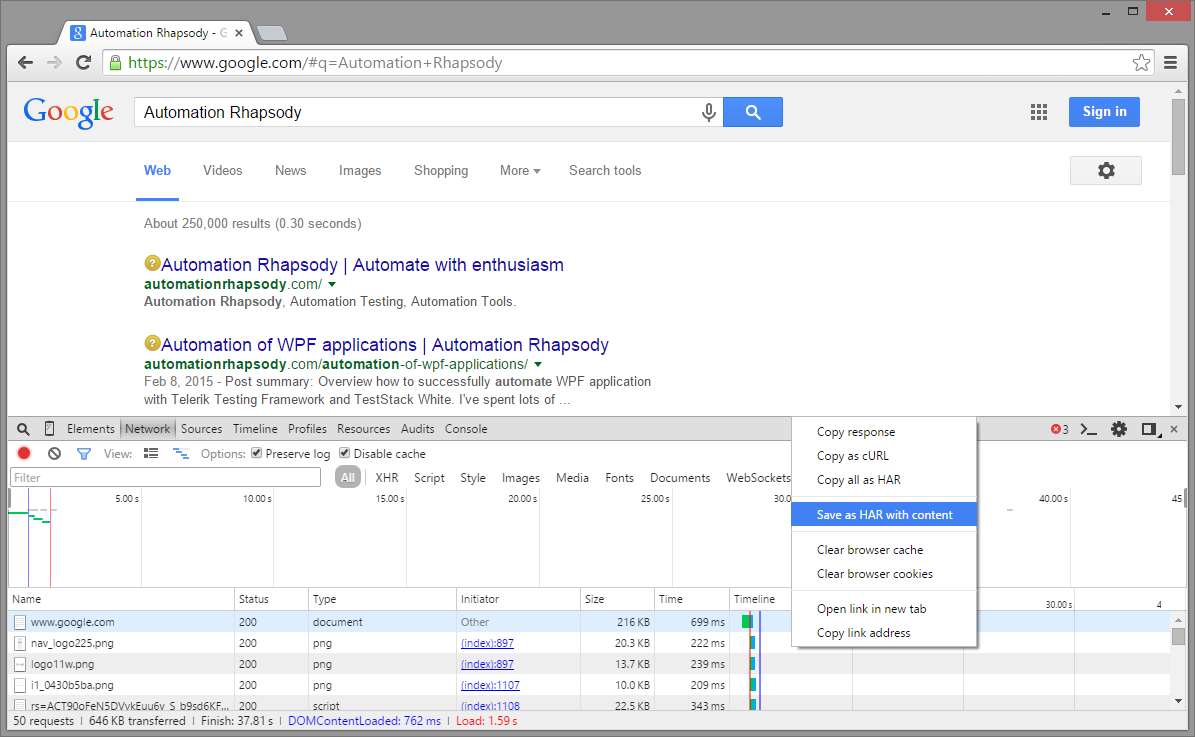 Automation Rhapsody - G
https://www.google.com/#q=Automation+Rhapsody
Google Automation Rhapsody Sign in
Web Videos News Images Shopping More Search tools
About 250,000 results (0.30 seconds)
Automation Rhapsody | Automate with enthusiasm
automationrhapsody.com/
Automation Rhapsody, Automation Testing, Automation Tools.
Automation of WPF applications | Automation Rhapsody
automationrhapsody.com/automation-of-wpf-applications/
Feb 8, 2015 - Post summary: Overview how to successfully automate WPF application
with Telerik Testing Framework and TestStack White. I've spent lots of ...
Elements Network Sources Timeline Profiles Resources Audits Console 3
View: Options: Preserve log Disable cache
Filter All XHR Script Style Images Media Fonts Documents WebSockets
5.00 s 10.00 s 15.00 s 20.00 s 25.00 s 30.0 40.00 s 45
Copy response
Copy as cURL
Copy all as HAR
Save as HAR with content
Clear browser cache
Clear browser cookies
Open link in new tab
Copy link address
Name Status Type Initiator Size Time Timeline 30.00 s 4
www.google.com 200 document Other 216 KB 699 ms
nav_logo225.png 200 png (index):897 20.3 KB 222 ms
logo11w.png 200 png (index):897 13.7 KB 239 ms
i1_0430b5ba.png 200 png (index):1107 10.0 KB 209 ms
200 script (index):1108 22.5 KB 343 ms
50 requests | 646 KB transferred | Finish: 37.81 s | DOMContentLoaded: 762 ms | Load: 1.59 s